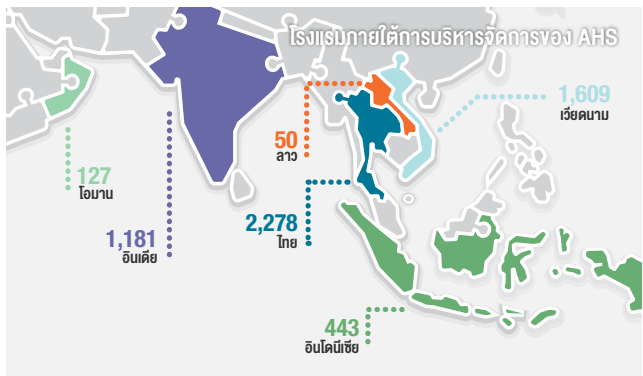 โรงแรมภายใต้การบริหารจัดการของ AHS
1,609
เวียดนาม
50
ลาว
127
โอมาน
2,278
ไทย
1,181
อินเดีย
443
อินโดนีเซีย